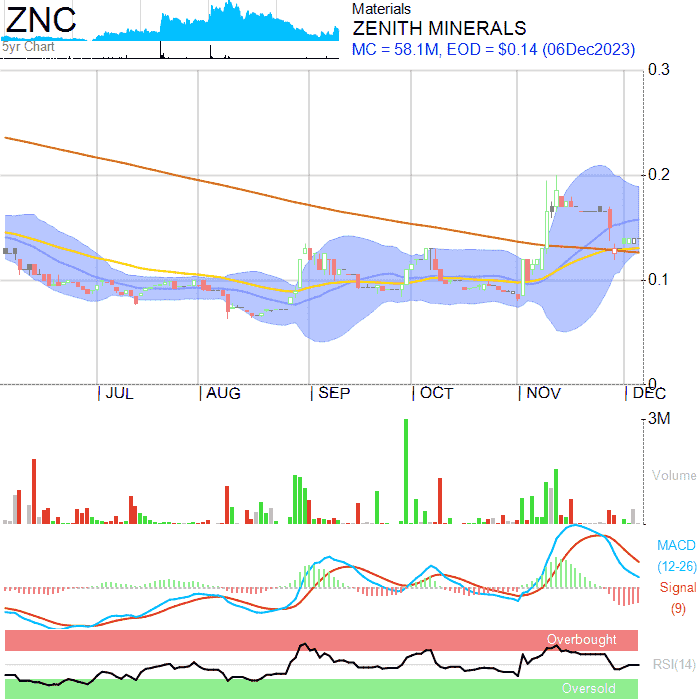 ZNC
5yr Chart
Materials
ZENITH MINERALS
MC = 58.1M, EOD = $0.14 (06Dec2023)
0.3
0.2
0.1
0
JUL AUG SEP OCT NOV DEC
3M
Volume
MACD
(12-26)
Signal
(9)
Overbought
RSI(14)
Oversold